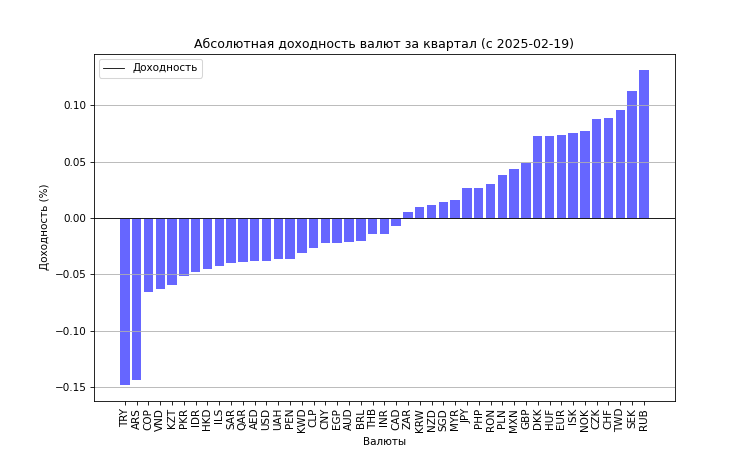 Абсолютная доходность валют за квартал (с 2025-02-19)
Доходность
Доходность (%)
0.10
0.05
0.00
−0.05
−0.10
−0.15
TRY
ARS
COP
VND
KZT
PKR
IDR
HKD
ILS
SAR
QAR
AED
USD
UAH
PEN
KWD
CLP
CNY
EGP
AUD
BRL
THB
INR
CAD
ZAR
KRW
NZD
SGD
MYR
JPY
PHP
RON
PLN
MXN
GBP
DKK
HUF
EUR
ISK
NOK
CZK
CHF
TWD
SEK
RUB
Валюты